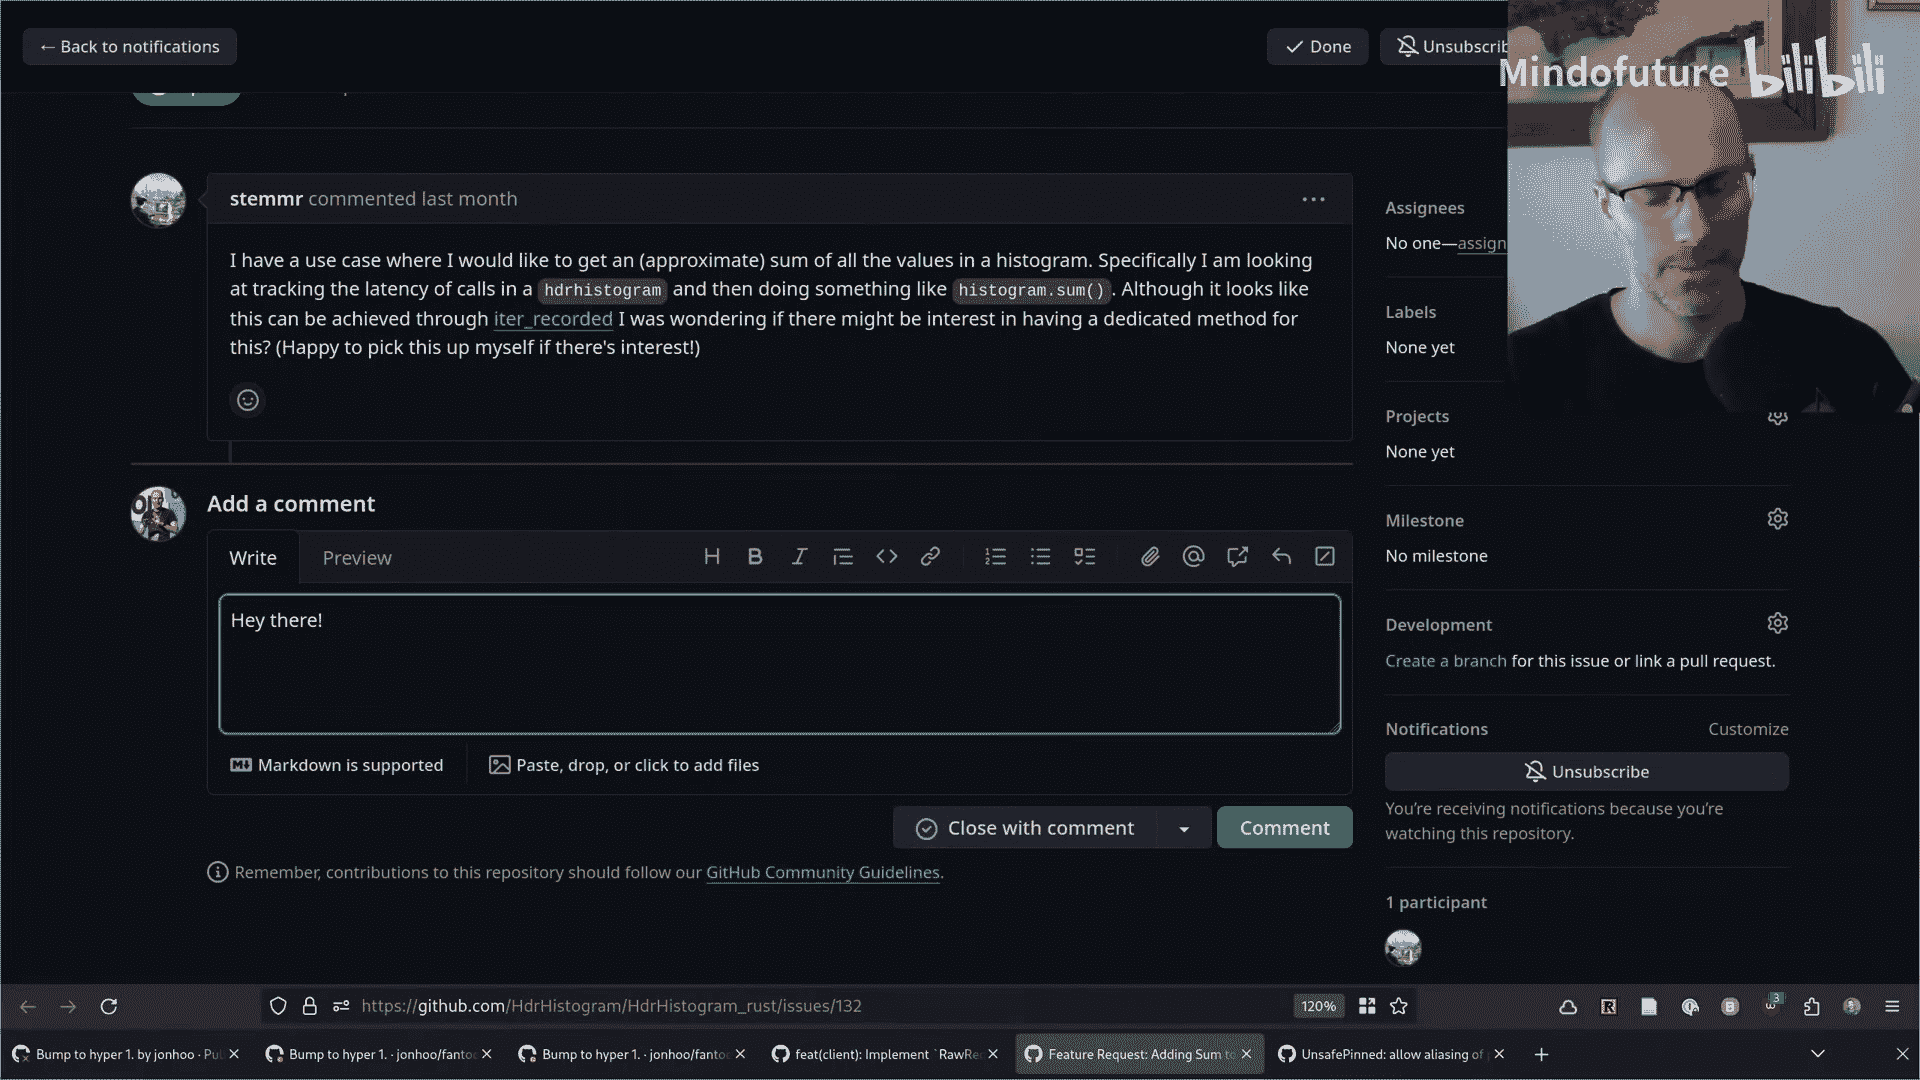 ← Back to notifications
Done
Unsubscrib
Mindofuture bilibili
stemmr commented last month
I have a use case where I would like to get an (approximate) sum of all the values in a histogram. Specifically I am looking
at tracking the latency of calls in a hdrhistogram and then doing something like histogram.sum(). Although it looks like
this can be achieved through iter_recorded I was wondering if there might be interest in having a dedicated method for
this? (Happy to pick this up myself if there's interest!)
Assignees
No one—assign
Labels
None yet
Projects
None yet
Milestone
No milestone
Development
Create a branch for this issue or link a pull request.
Notifications
Customize
Unsubscribe
You're receiving notifications because you're
watching this repository.
1 participant
Add a comment
Write
Preview
Hey there!
Markdown is supported
Paste, drop, or click to add files
Close with comment
Comment
Remember, contributions to this repository should follow our GitHub Community Guidelines.
https://github.com/HdrHistogram/HdrHistogram_rust/issues/132
120%
3
Bump to hyper 1. by jonhoo · Pu
Bump to hyper 1. · jonhoo/fanto
Bump to hyper 1. · jonhoo/fanto
feat(client): Implement `RawRe
Feature Request: Adding Sum t
UnsafePinned: allow aliasing of